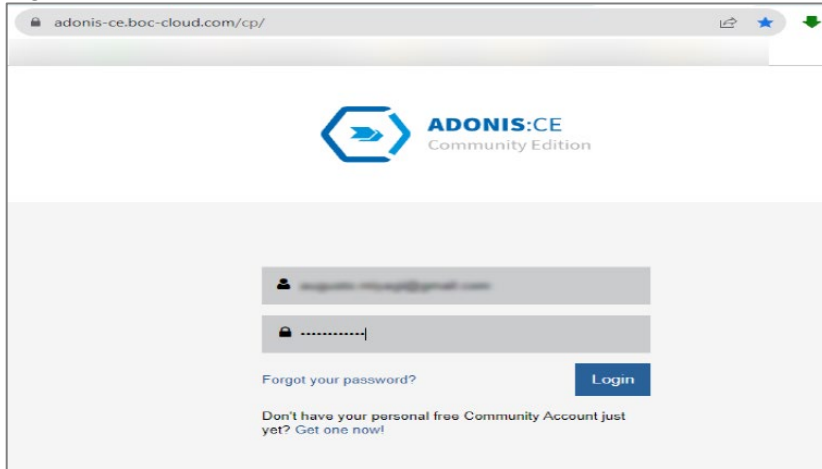 adonis-ce.boc-cloud.com/cp/
ADONIS:CE
Community Edition
............
Forgot your password?
Login
Don't have your personal free Community Account just
yet? Get one now!